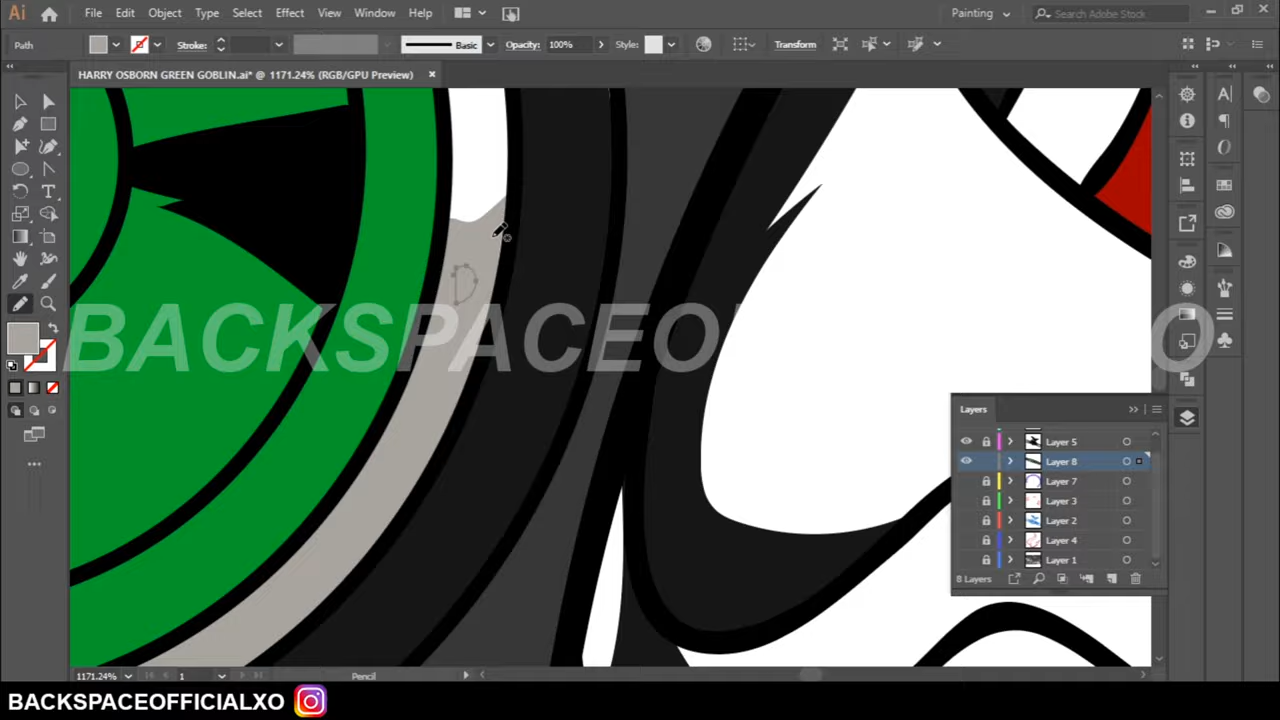 Ai File Edit Object Type Select Effect View Window Help Painting Search Adobe Stock
Path Stroke: Basic Opacity: 100% Style: Transform
HARRY OSBORN GREEN GOBLIN.ai* @ 1171.24% (RGB/GPU Preview)
BACKSPACEO XO
Layers
Layer 5
Layer 8
Layer 7
Layer 3
Layer 2
Layer 4
Layer 1
8 Layers
1171.24% 1 Pencil
BACKSPACEOFFICIALXO